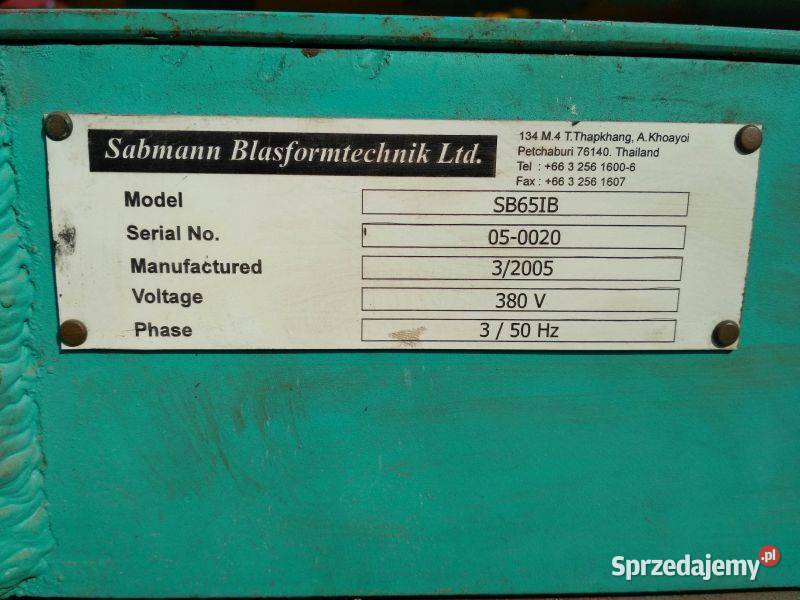 Sabmann Blasformtechnik Ltd.
134 M.4 T.Thapkhang, A.Khoayoi
Petchaburi 76140. Thailand
Tel : +66 3 256 1600-6
Fax : +66 3 256 1607
Model SB65IB
Serial No. 05-0020
Manufactured 3/2005
Voltage 380 V
Phase 3 / 50 Hz
Sprzedajemy.pl